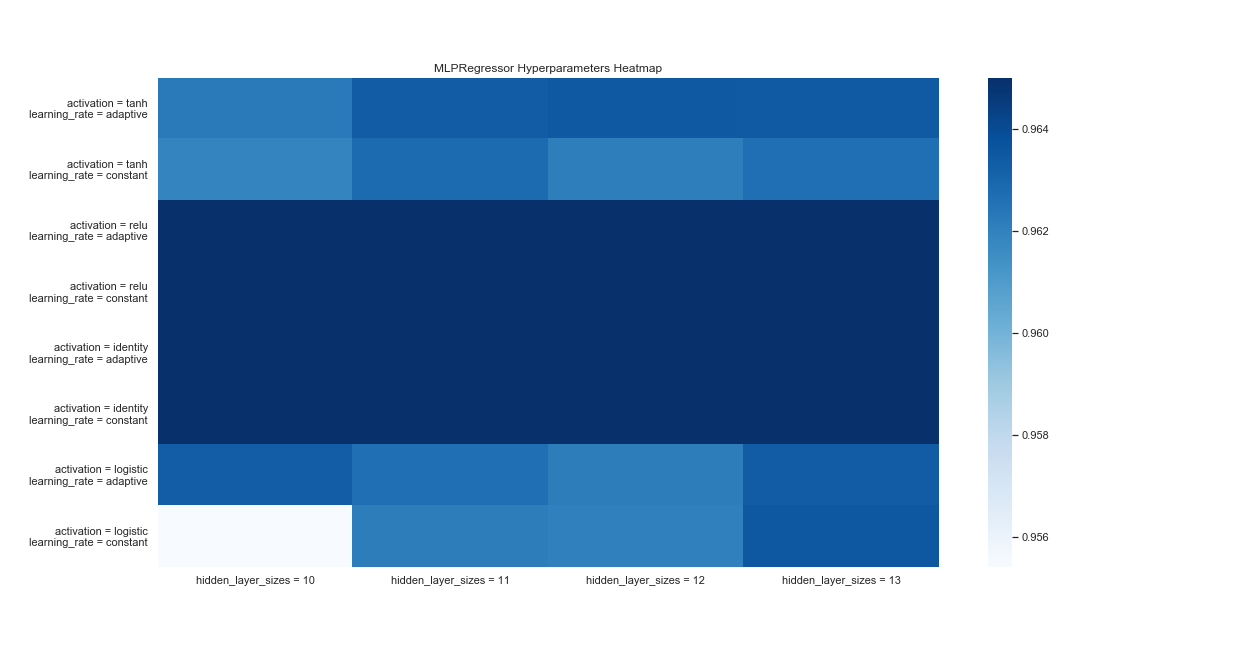 MLPRegressor Hyperparameters Heatmap
activation = tanh
learning_rate = adaptive
activation = tanh
learning_rate = constant
activation = relu
learning_rate = adaptive
activation = relu
learning_rate = constant
activation = identity
learning_rate = adaptive
activation = identity
learning_rate = constant
activation = logistic
learning_rate = adaptive
activation = logistic
learning_rate = constant
hidden_layer_sizes = 10
hidden_layer_sizes = 11
hidden_layer_sizes = 12
hidden_layer_sizes = 13
0.964
0.962
0.960
0.958
0.956